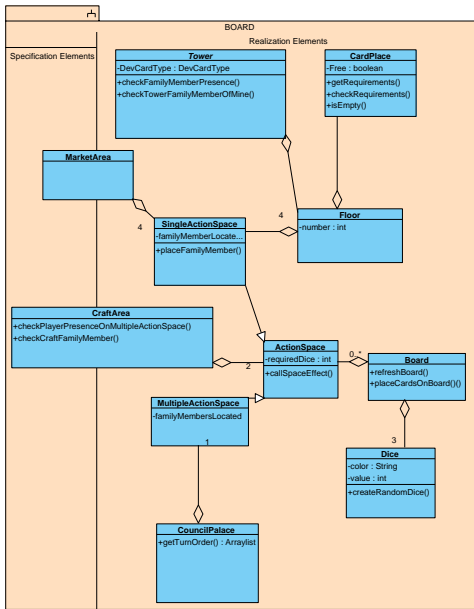 BOARD
Specification Elements
Realization Elements
Tower
-DevCardType : DevCardType
+checkFamilyMemberPresence()
+checkTowerFamilyMemberOfMine()
CardPlace
-Free : boolean
+getRequirements()
+checkRequirements()
+isEmpty()
MarketArea
4
SingleActionSpace
-familyMemberLocate...
+placeFamilyMember()
4
Floor
-number : int
CraftArea
+checkPlayerPresenceOnMultipleActionSpace()
+checkCraftFamilyMember()
2
ActionSpace
-requiredDice : int
+callSpaceEffect()
0..*
Board
+refreshBoard()
+placeCardsOnBoard()()
MultipleActionSpace
-familyMembersLocated
1
3
Dice
-color : String
-value : int
+createRandomDice()
CouncilPalace
+getTurnOrder() : Arraylist